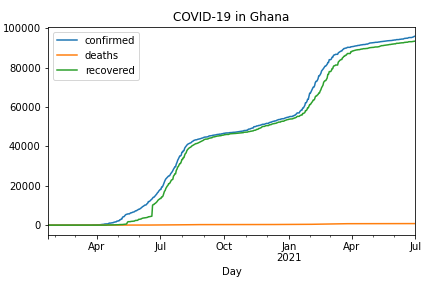 COVID-19 in Ghana
confirmed
deaths
recovered
100000
80000
60000
40000
20000
0
Apr Jul Oct Jan Apr Jul
2021
Day